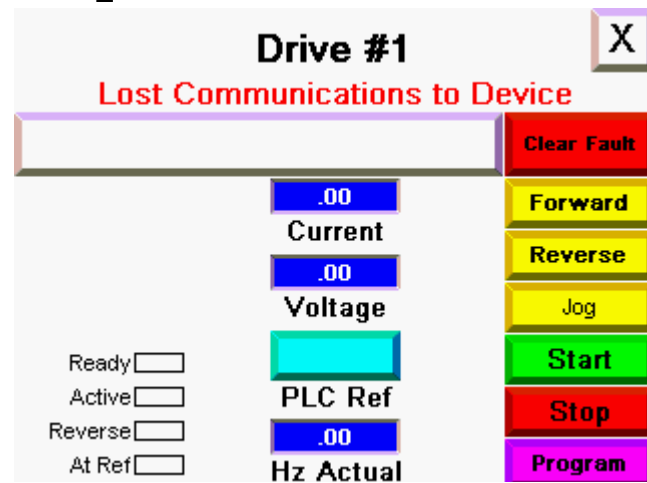 Drive #1
X
Lost Communications to Device
Clear Fault
.00
Current
Forward
.00
Voltage
Reverse
Jog
Ready
Start
Active
PLC Ref
Stop
Reverse
.00
At Ref
Hz Actual
Program